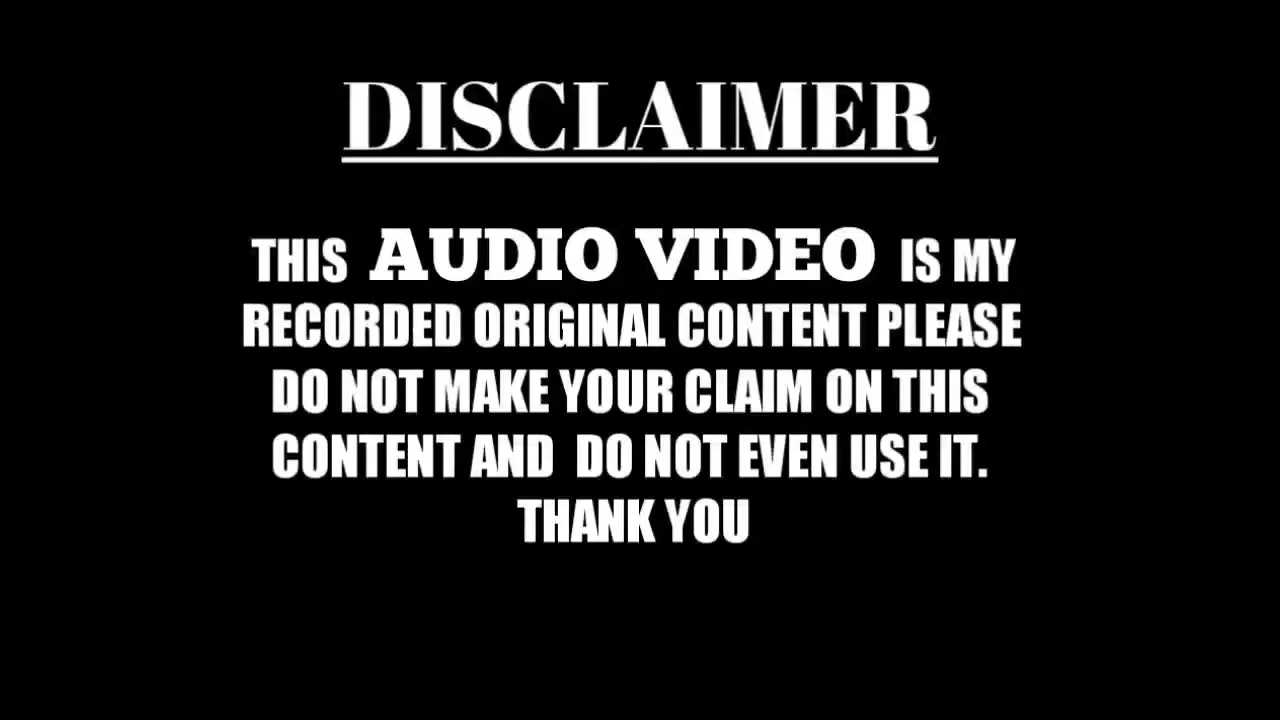 DISCLAIMER
THIS AUDIO VIDEO IS MY
RECORDED ORIGINAL CONTENT PLEASE
DO NOT MAKE YOUR CLAIM ON THIS
CONTENT AND DO NOT EVEN USE IT.
THANK YOU